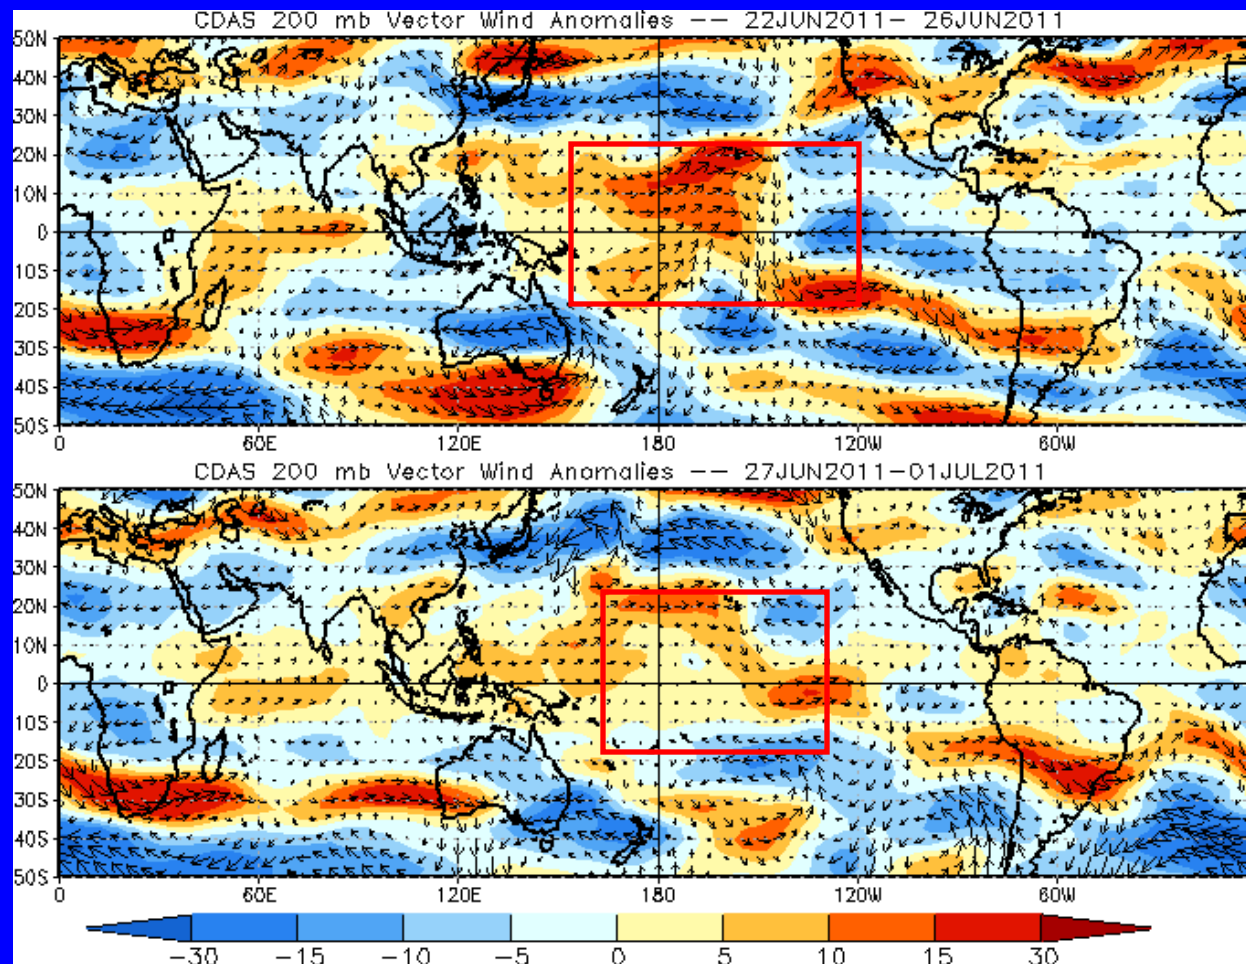 CDAS 200 mb Vector Wind Anomalies -- 22JUN2011- 26JUN2011
50N
40N
30N
20N
10N
0
10S
20S
30S
40S
50S
0 60E 120E 180 120W 60W
CDAS 200 mb Vector Wind Anomalies -- 27JUN2011-01JUL2011
50N
40N
30N
20N
10N
0
10S
20S
30S
40S
50S
0 60E 120E 180 120W 60W
-30 -15 -10 -5 0 5 10 15 30